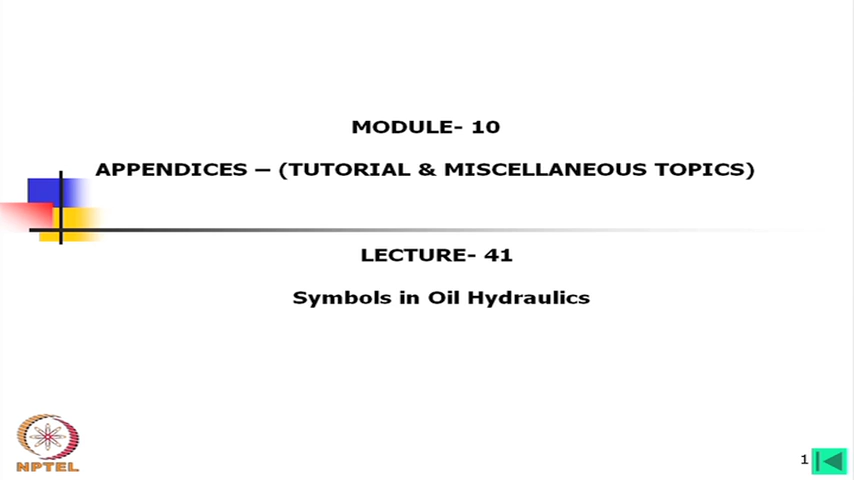 MODULE- 10
APPENDICES – (TUTORIAL & MISCELLANEOUS TOPICS)
LECTURE- 41
Symbols in Oil Hydraulics
NPTEL
1